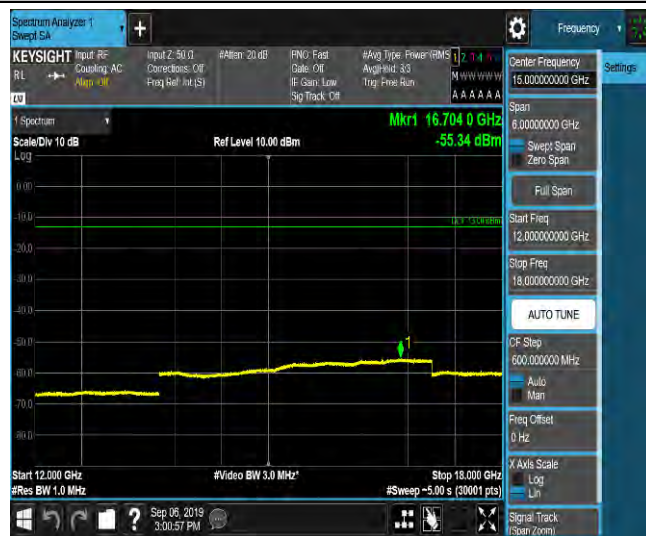 Spectrum Analyzer 1
Swept SA
+
Frequency
KEYSIGHT Input: RF
RL
Coupling: AC
Align: Off
Input Z: 50 Ω
Corrections: Off
Freq Ref: Int (S)
#Atten: 20 dB
PNO: Fast
Gate: Off
IF Gain: Low
Sig Track: Off
#Avg Type: Power (RMS
Avg|Hold: 3/3
Trig: Free Run
1 2 3 4 5
M W W W W W
A A A A A A
1 Spectrum
Scale/Div 10 dB
Log
Ref Level 10.00 dBm
Mkr1 16.704 0 GHz
-55.34 dBm
0.00
-10.0
-20.0
-30.0
-40.0
-50.0
-60.0
-70.0
-80.0
1
Start 12.000 GHz
#Res BW 1.0 MHz
#Video BW 3.0 MHz*
Stop 18.000 GHz
#Sweep ~5.00 s (30001 pts)
Sep 06, 2019
3:00:57 PM
?
Center Frequency
15.000000000 GHz
Settings
Span
6.00000000 GHz
Swept Span
Zero Span
Full Span
Start Freq
12.000000000 GHz
Stop Freq
18.000000000 GHz
AUTO TUNE
CF Step
600.000000 MHz
Auto
Man
Freq Offset
0 Hz
X Axis Scale
Log
Lin
Signal Track
(Span Zoom)